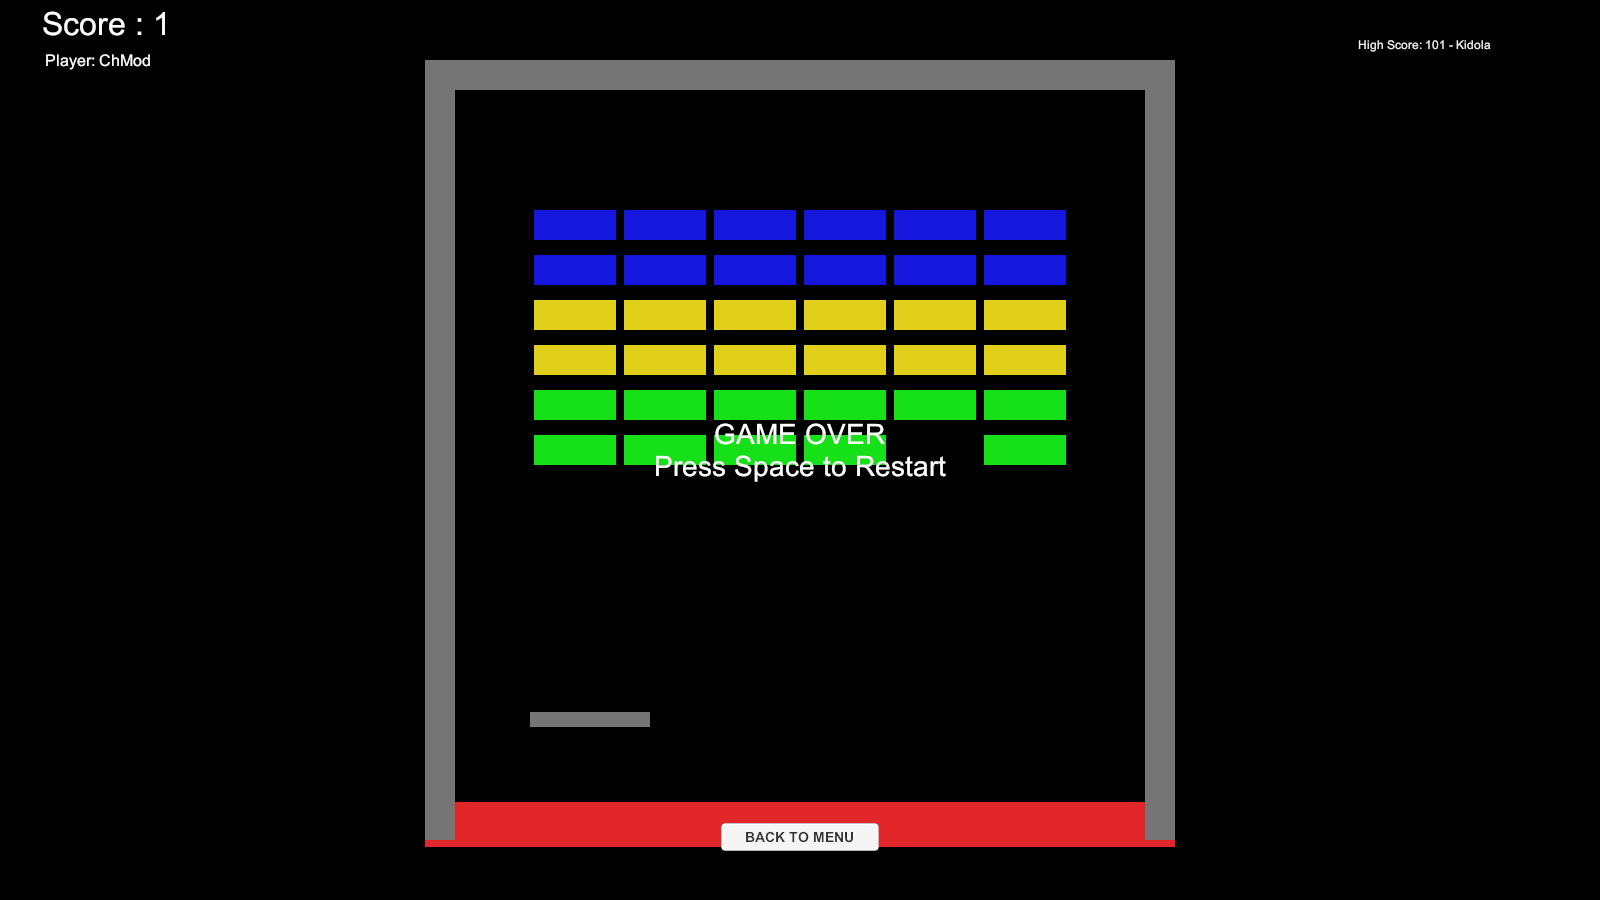 Score : 1
Player: ChMod
High Score: 101 - Kidola
GAME OVER
Press Space to Restart
BACK TO MENU